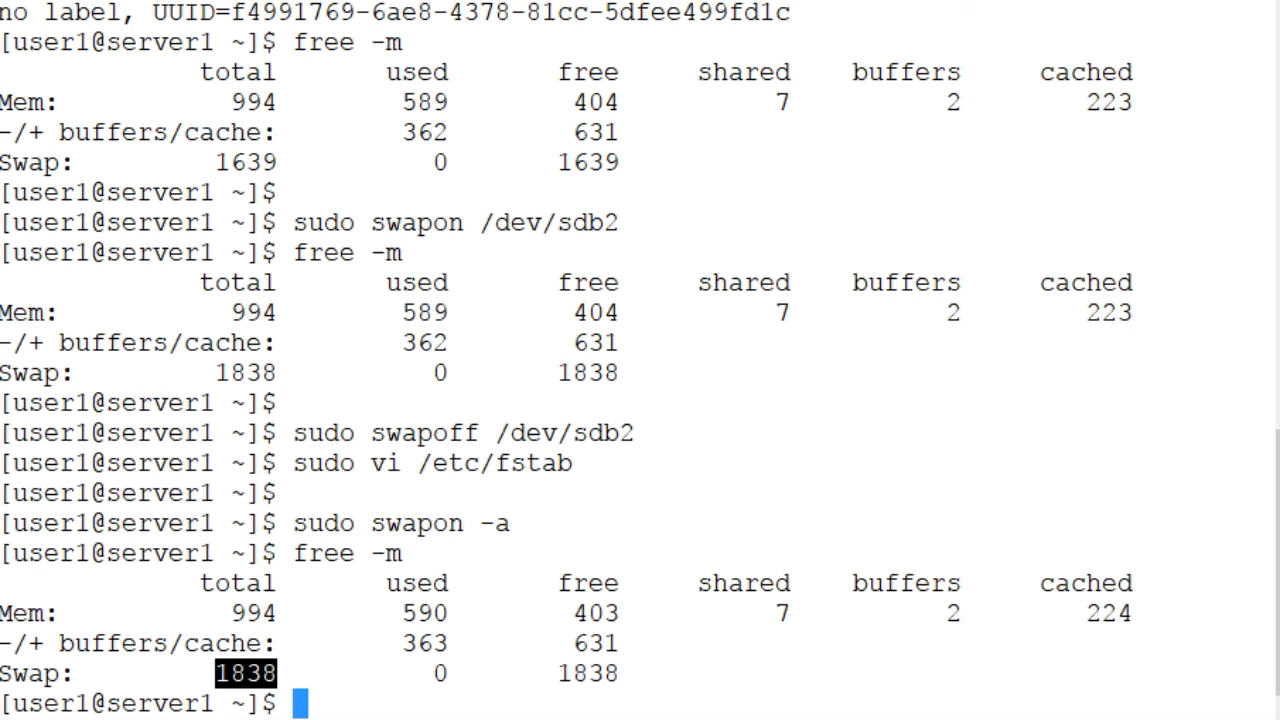 no label, UUID=f4991769-6ae8-4378-81cc-5dfee499fd1c
[user1@server1 ~]$ free -m
total used free shared buffers cached
Mem: 994 589 404 7 2 223
-/+ buffers/cache: 362 631
Swap: 1639 0 1639
[user1@server1 ~]$
[user1@server1 ~]$ sudo swapon /dev/sdb2
[user1@server1 ~]$ free -m
total used free shared buffers cached
Mem: 994 589 404 7 2 223
-/+ buffers/cache: 362 631
Swap: 1838 0 1838
[user1@server1 ~]$
[user1@server1 ~]$ sudo swapoff /dev/sdb2
[user1@server1 ~]$ sudo vi /etc/fstab
[user1@server1 ~]$
[user1@server1 ~]$ sudo swapon -a
[user1@server1 ~]$ free -m
total used free shared buffers cached
Mem: 994 590 403 7 2 224
-/+ buffers/cache: 363 631
Swap: 1838 0 1838
[user1@server1 ~]$